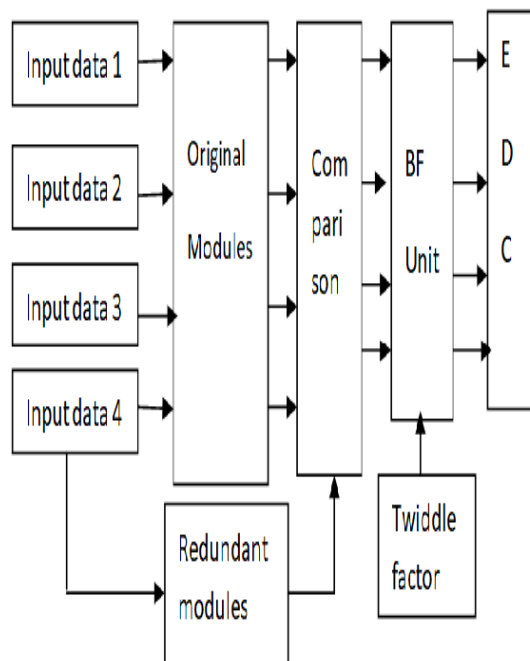 Input data 1
Input data 2
Input data 3
Input data 4
Original
Modules
Com
pari
son
BF
Unit
E
D
C
Redundant
modules
Twiddle
factor